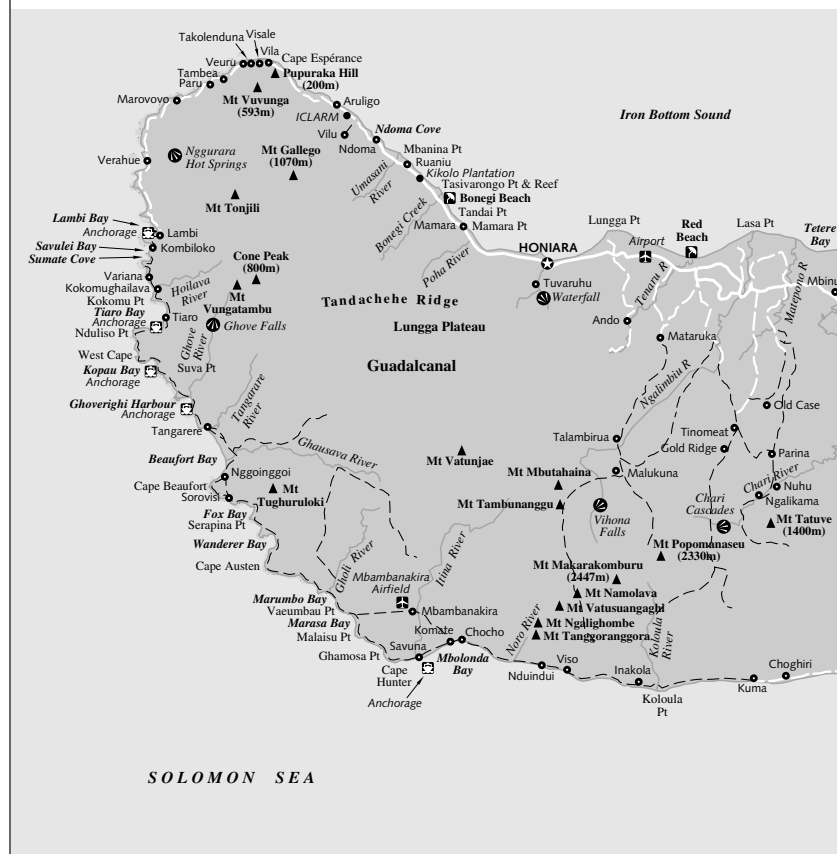 Takolenduna
Visale
Vila
Veuru
Cape Espérance
Tambea
Pupuraka Hill
(200m)
Paru
Mt Vuvunga
(593m)
Marovovo
Aruligo
ICLARM
Iron Bottom Sound
Vilu
Ndoma Cove
Ndoma
Nggurara
Hot Springs
Mt Gallego
(1070m)
Mbanina Pt
Verahue
Ruaniu
Kikolo Plantation
Umasani
River
Tasivarongo Pt & Reef
Bonegi Beach
Mt Tonjili
Bonegi Creek
Tandai Pt
Lambi Bay
Anchorage
Lambi
Mamara
Mamara Pt
Lungga Pt
Red
Beach
Lasa Pt
Tetere
Bay
Savulei Bay
Kombiloko
Sumate Cove
HONIARA
Airport
Cone Peak
(800m)
Poha River
Tenaru R
Matepono R
Variana
Kokomughailava
Hoilava
River
Mt
Vungatambu
Tuvaruhu
Waterfall
Mbinu
Kokomu Pt
Tandachehe Ridge
Tiaro Bay
Anchorage
Tiaro
Ghove Falls
Lungga Plateau
Ando
Nduliso Pt
Mataruka
Ghove
River
West Cape
Kopau Bay
Anchorage
Suva Pt
Guadalcanal
Ngalimbiu R
Ghoverighi Harbour
Anchorage
Tangarare
River
Old Case
Tangarere
Tinomeat
Talambirua
Gold Ridge
Ghausava River
Beaufort Bay
Mt Vatunjae
Parina
Nggoinggoi
Mt Mbutahaina
Malukuna
Chari River
Cape Beaufort
Mt
Tughuruloki
Nuhu
Sorovisi
Mt Tambunanggu
Chari
Cascades
Ngalikama
Fox Bay
Serapina Pt
Vihona
Falls
Mt Tatuve
(1400m)
Wanderer Bay
Gholi River
Itina River
Mt Popomanaseu
(2330m)
Cape Austen
Mbambanakira
Airfield
Mt Makarakomburu
(2447m)
Mt Namolava
Marumbo Bay
Vaeumbau Pt
Mbambanakira
Mt Vatusuangaghi
Marasa Bay
Noro River
Mt Ngalighombe
Koloula
River
Malaisu Pt
Komate
Chocho
Mt Tanggoranggora
Ghamosa Pt
Savuna
Mbolonda
Bay
Cape
Hunter
Nduindui
Viso
Inakola
Choghiri
Kuma
Anchorage
Koloula
Pt
SOLOMON SEA